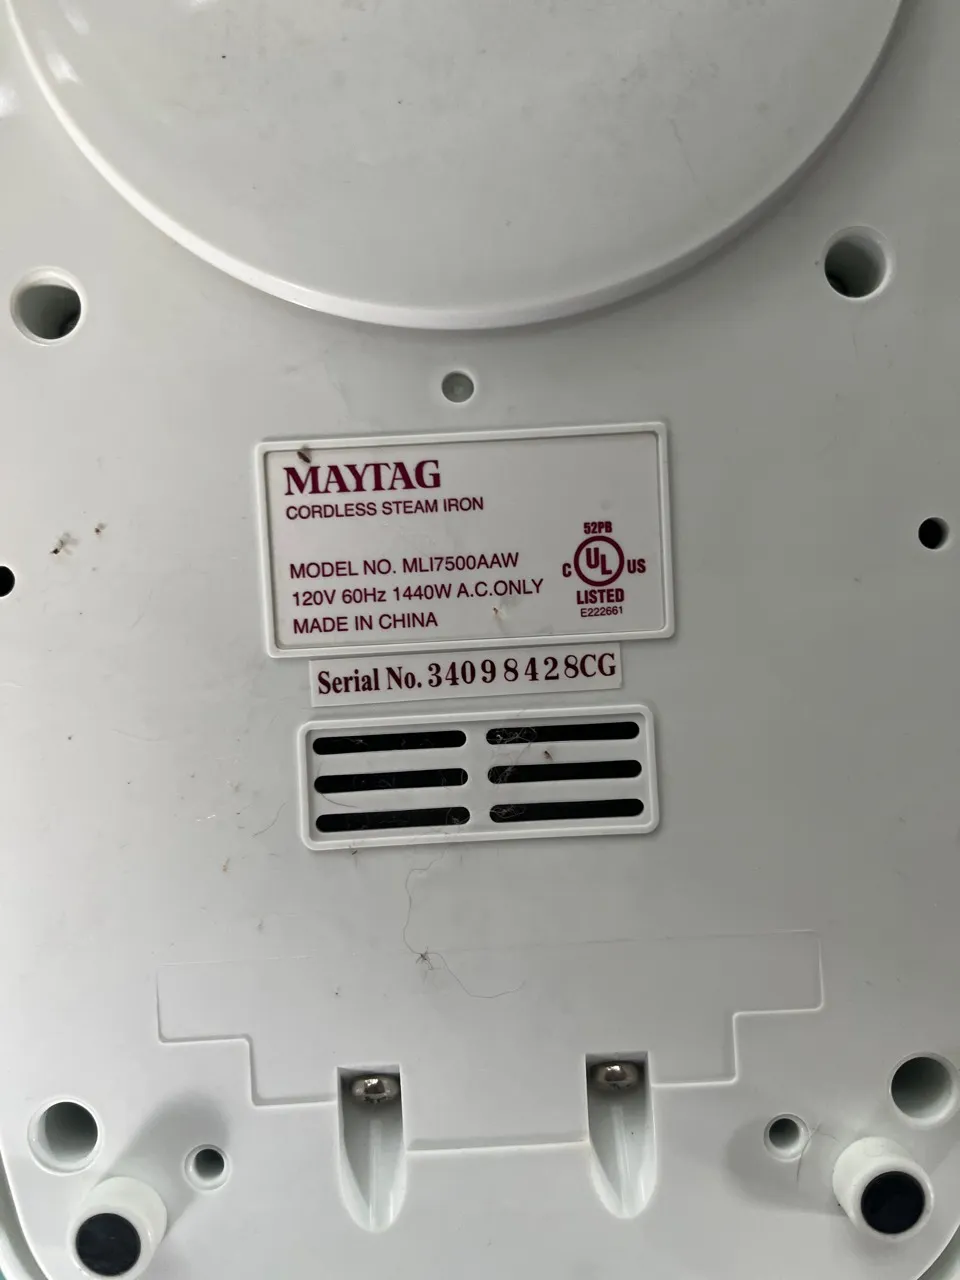 MAYTAG
CORDLESS STEAM IRON
MODEL NO. MLI7500AAW
120V 60Hz 1440W A.C.ONLY
MADE IN CHINA
52PB
C UL US
LISTED
E222661
Serial No. 34098428CG